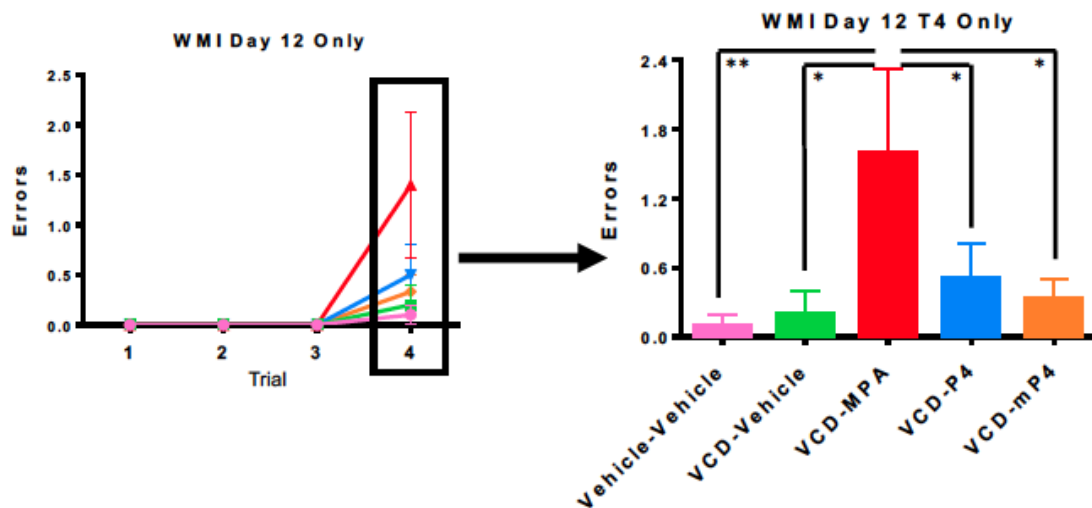 WMI Day 12 Only
2.5
2.0
1.5
1.0
0.5
0.0
Errors
1 2 3 4
Trial
WMI Day 12 T4 Only
2.4
1.8
1.2
0.6
0.0
Errors
** * * *
Vehicle-Vehicle
VCD-Vehicle
VCD-MPA
VCD-P4
VCD-mP4